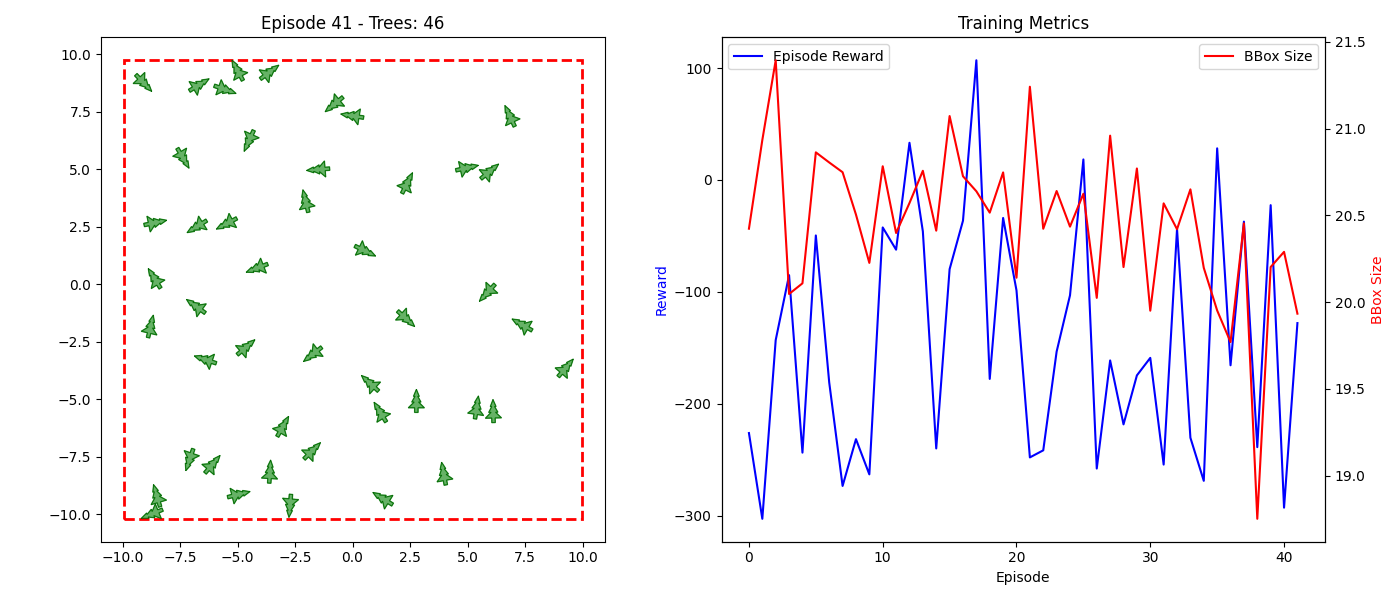 Episode 41 - Trees: 46
10.0
7.5
5.0
2.5
0.0
−2.5
−5.0
−7.5
−10.0
−10.0 −7.5 −5.0 −2.5 0.0 2.5 5.0 7.5 10.0
Training Metrics
Episode Reward
BBox Size
100
0
−100
−200
−300
Reward
0 10 20 30 40
Episode
21.5
21.0
20.5
20.0
19.5
19.0
BBox Size